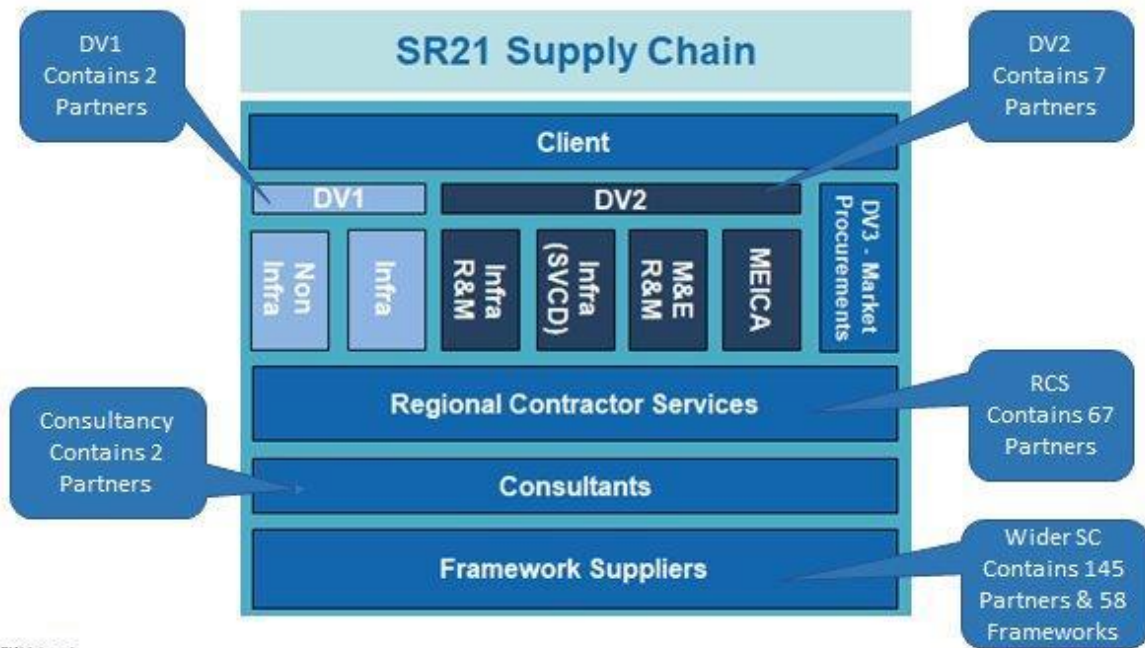 DV1
Contains 2
Partners
SR21 Supply Chain
DV2
Contains 7
Partners
Client
DV1
DV2
DV3 - Market
Procurements
Non
Infra
Infra
Infra
R&M
Infra
(SVCD)
M&E
R&M
MEICA
Regional Contractor Services
RCS
Contains 67
Partners
Consultancy
Contains 2
Partners
Consultants
Framework Suppliers
Wider SC
Contains 145
Partners & 58
Frameworks